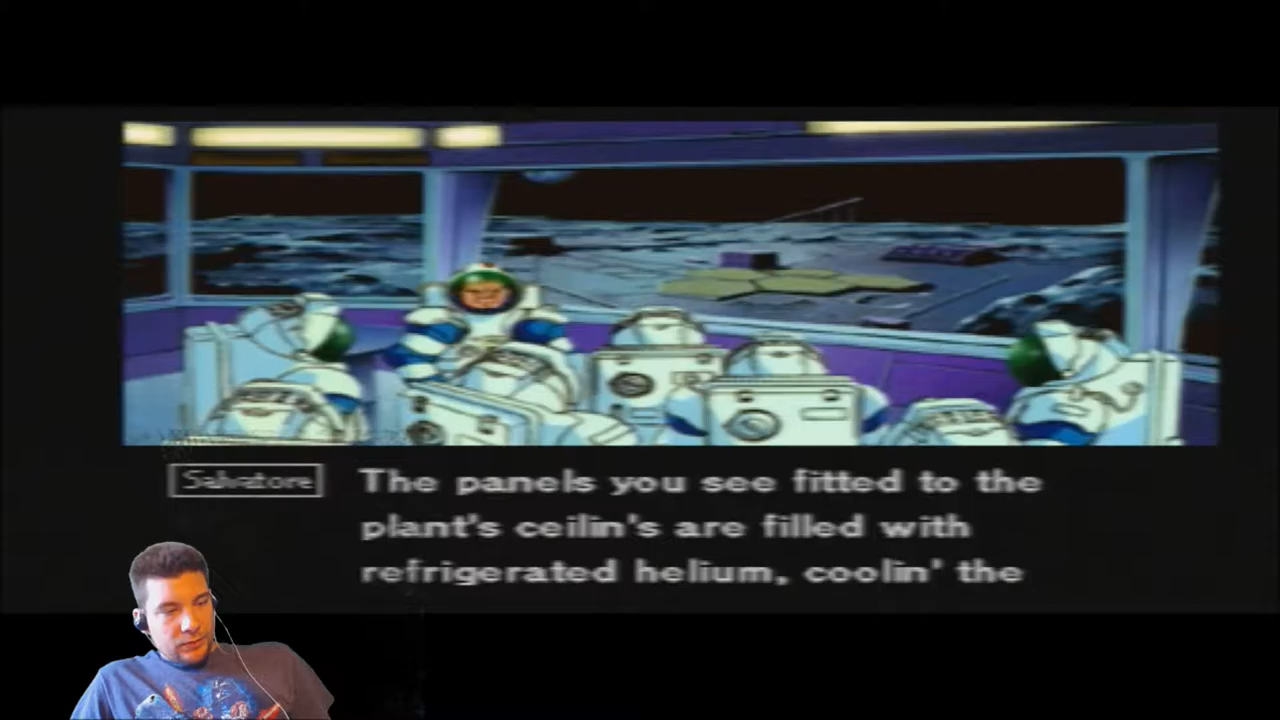 Salvatore
The panels you see fitted to the
plant's ceilin's are filled with
refrigerated helium, coolin' the